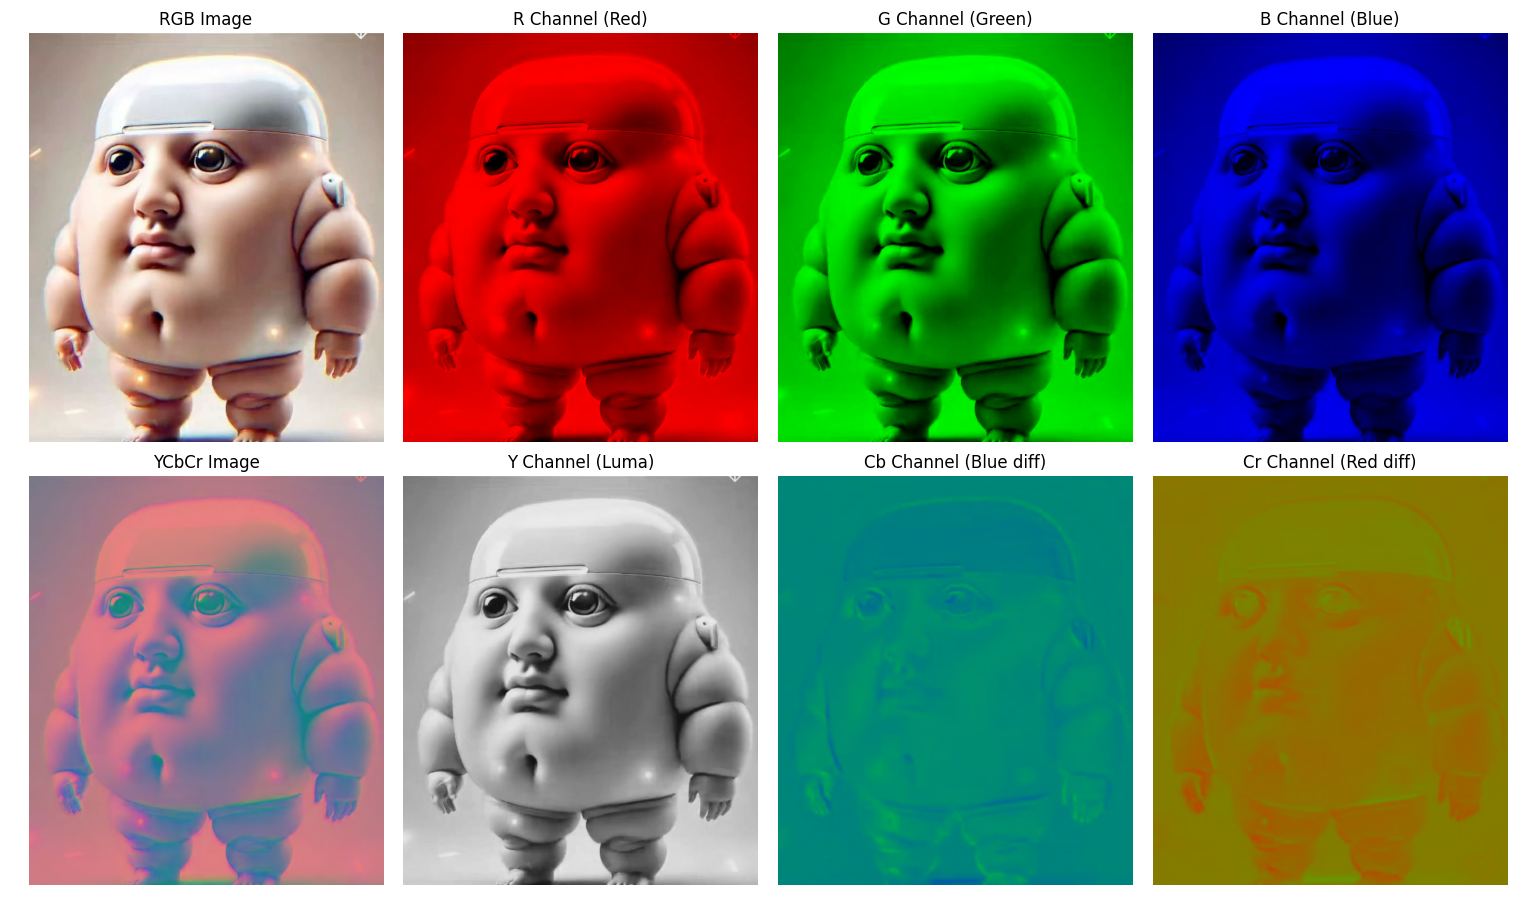 RGB Image
R Channel (Red)
G Channel (Green)
B Channel (Blue)
YCbCr Image
Y Channel (Luma)
Cb Channel (Blue diff)
Cr Channel (Red diff)